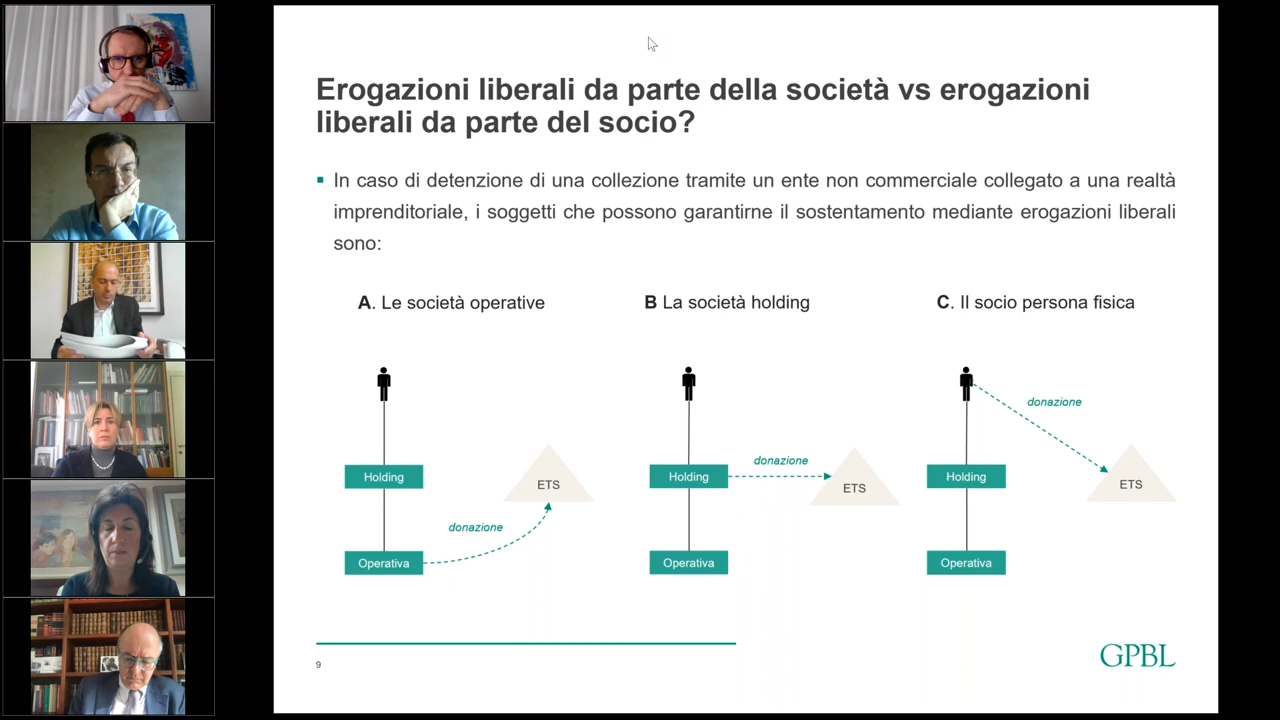 Erogazioni liberali da parte della società vs erogazioni
liberali da parte del socio?
▪ In caso di detenzione di una collezione tramite un ente non commerciale collegato a una realtà
imprenditoriale, i soggetti che possono garantirne il sostentamento mediante erogazioni liberali
sono:
A. Le società operative
B La società holding
C. Il socio persona fisica
Holding
ETS
donazione
Operativa
Holding
donazione
ETS
Operativa
donazione
Holding
ETS
Operativa
9
GPBL